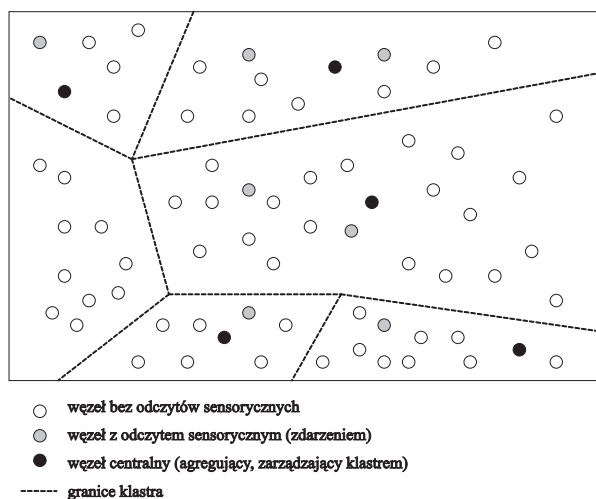 węzeł bez odczytów sensorycznych
węzeł z odczytem sensorycznym (zdarzeniem)
węzeł centralny (agregujący, zarządzający klastrem)
granice klastra